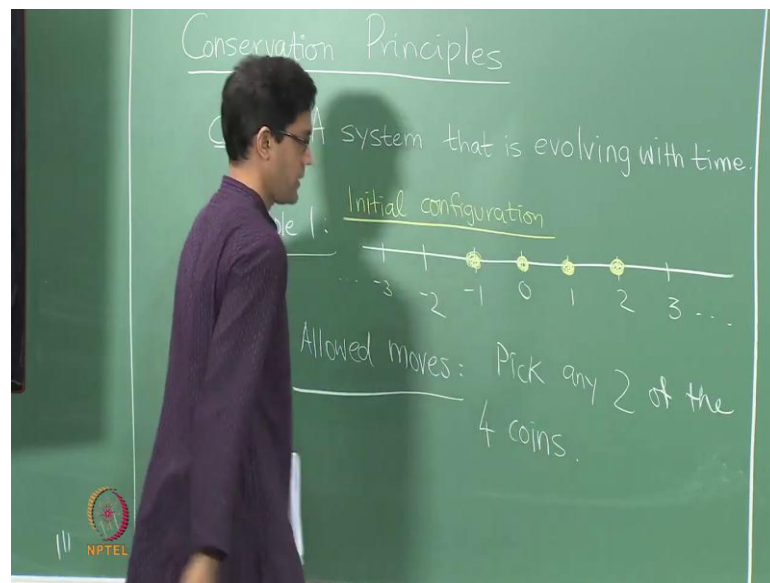 Conservation Principles
A system that is evolving with time.
1: Initial configuration
... -3 -2 -1 0 1 2 3 ...
Allowed moves: Pick any 2 of the
4 coins.
NPTEL